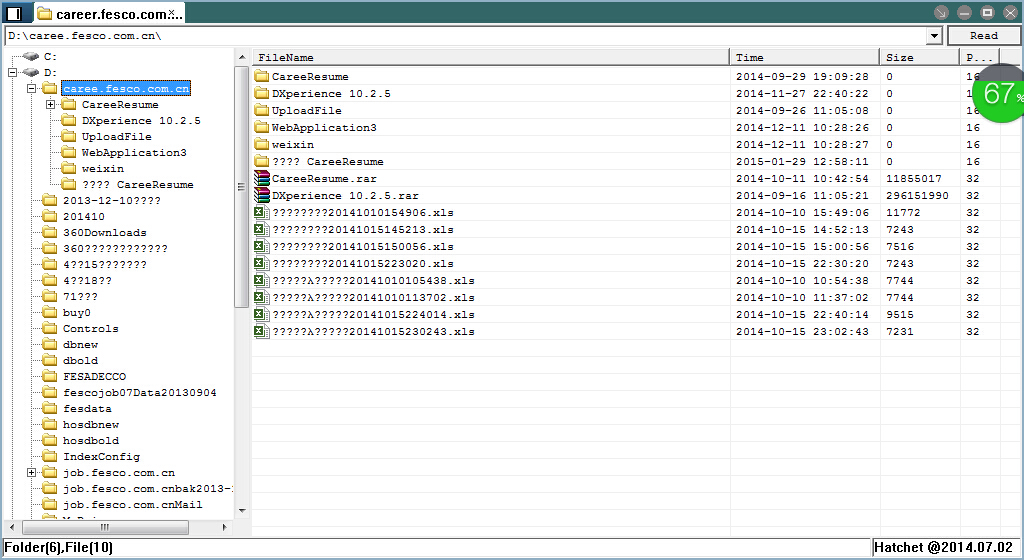 career.fesco.com...
D:\caree.fesco.com.cn\ Read
C:
D:
caree.fesco.com.cn
CareeResume
DXperience 10.2.5
UploadFile
WebApplication3
weixin
???? CareeResume
2013-12-10????
201410
360Downloads
360????????????
4??15???????
4??18??
71???
buy0
Controls
dbnew
dbold
FESADECCO
fescojob07Data20130904
fesdata
hosdbnew
hosdbold
IndexConfig
job.fesco.com.cn
job.fesco.com.cnbak2013-
job.fesco.com.cnMail
FileName Time Size P...
CareeResume 2014-09-29 19:09:28 0 16
DXperience 10.2.5 2014-11-27 22:40:22 0
UploadFile 2014-09-26 11:05:08 0 16
WebApplication3 2014-12-11 10:28:26 0 16
weixin 2014-12-11 10:28:27 0 16
???? CareeResume 2015-01-29 12:58:11 0 16
CareeResume.rar 2014-10-11 10:42:54 11855017 32
DXperience 10.2.5.rar 2014-09-16 11:05:21 296151990 32
????????20141010154906.xls 2014-10-10 15:49:06 11772 32
????????20141015145213.xls 2014-10-15 14:52:13 7243 32
????????20141015150056.xls 2014-10-15 15:00:56 7516 32
????????20141015223020.xls 2014-10-15 22:30:20 7243 32
?????λ?????20141010105438.xls 2014-10-10 10:54:38 7744 32
?????λ?????20141010113702.xls 2014-10-10 11:37:02 7744 32
?????λ?????20141015224014.xls 2014-10-15 22:40:14 9515 32
?????λ?????20141015230243.xls 2014-10-15 23:02:43 7231 32
67%
Folder(6),File(10) Hatchet @2014.07.02